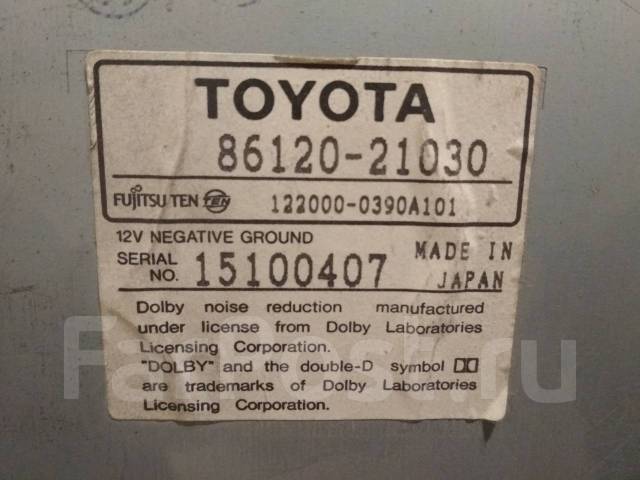 TOYOTA
86120-21030
FUJITSU TEN TEN 122000-0390A101
12V NEGATIVE GROUND
SERIAL NO. 15100407
MADE IN JAPAN
Dolby noise reduction manufactured
under license from Dolby Laboratories
Licensing Corporation.
"DOLBY" and the double-D symbol
are trademarks of Dolby Laboratories
Licensing Corporation.
FarPost.ru